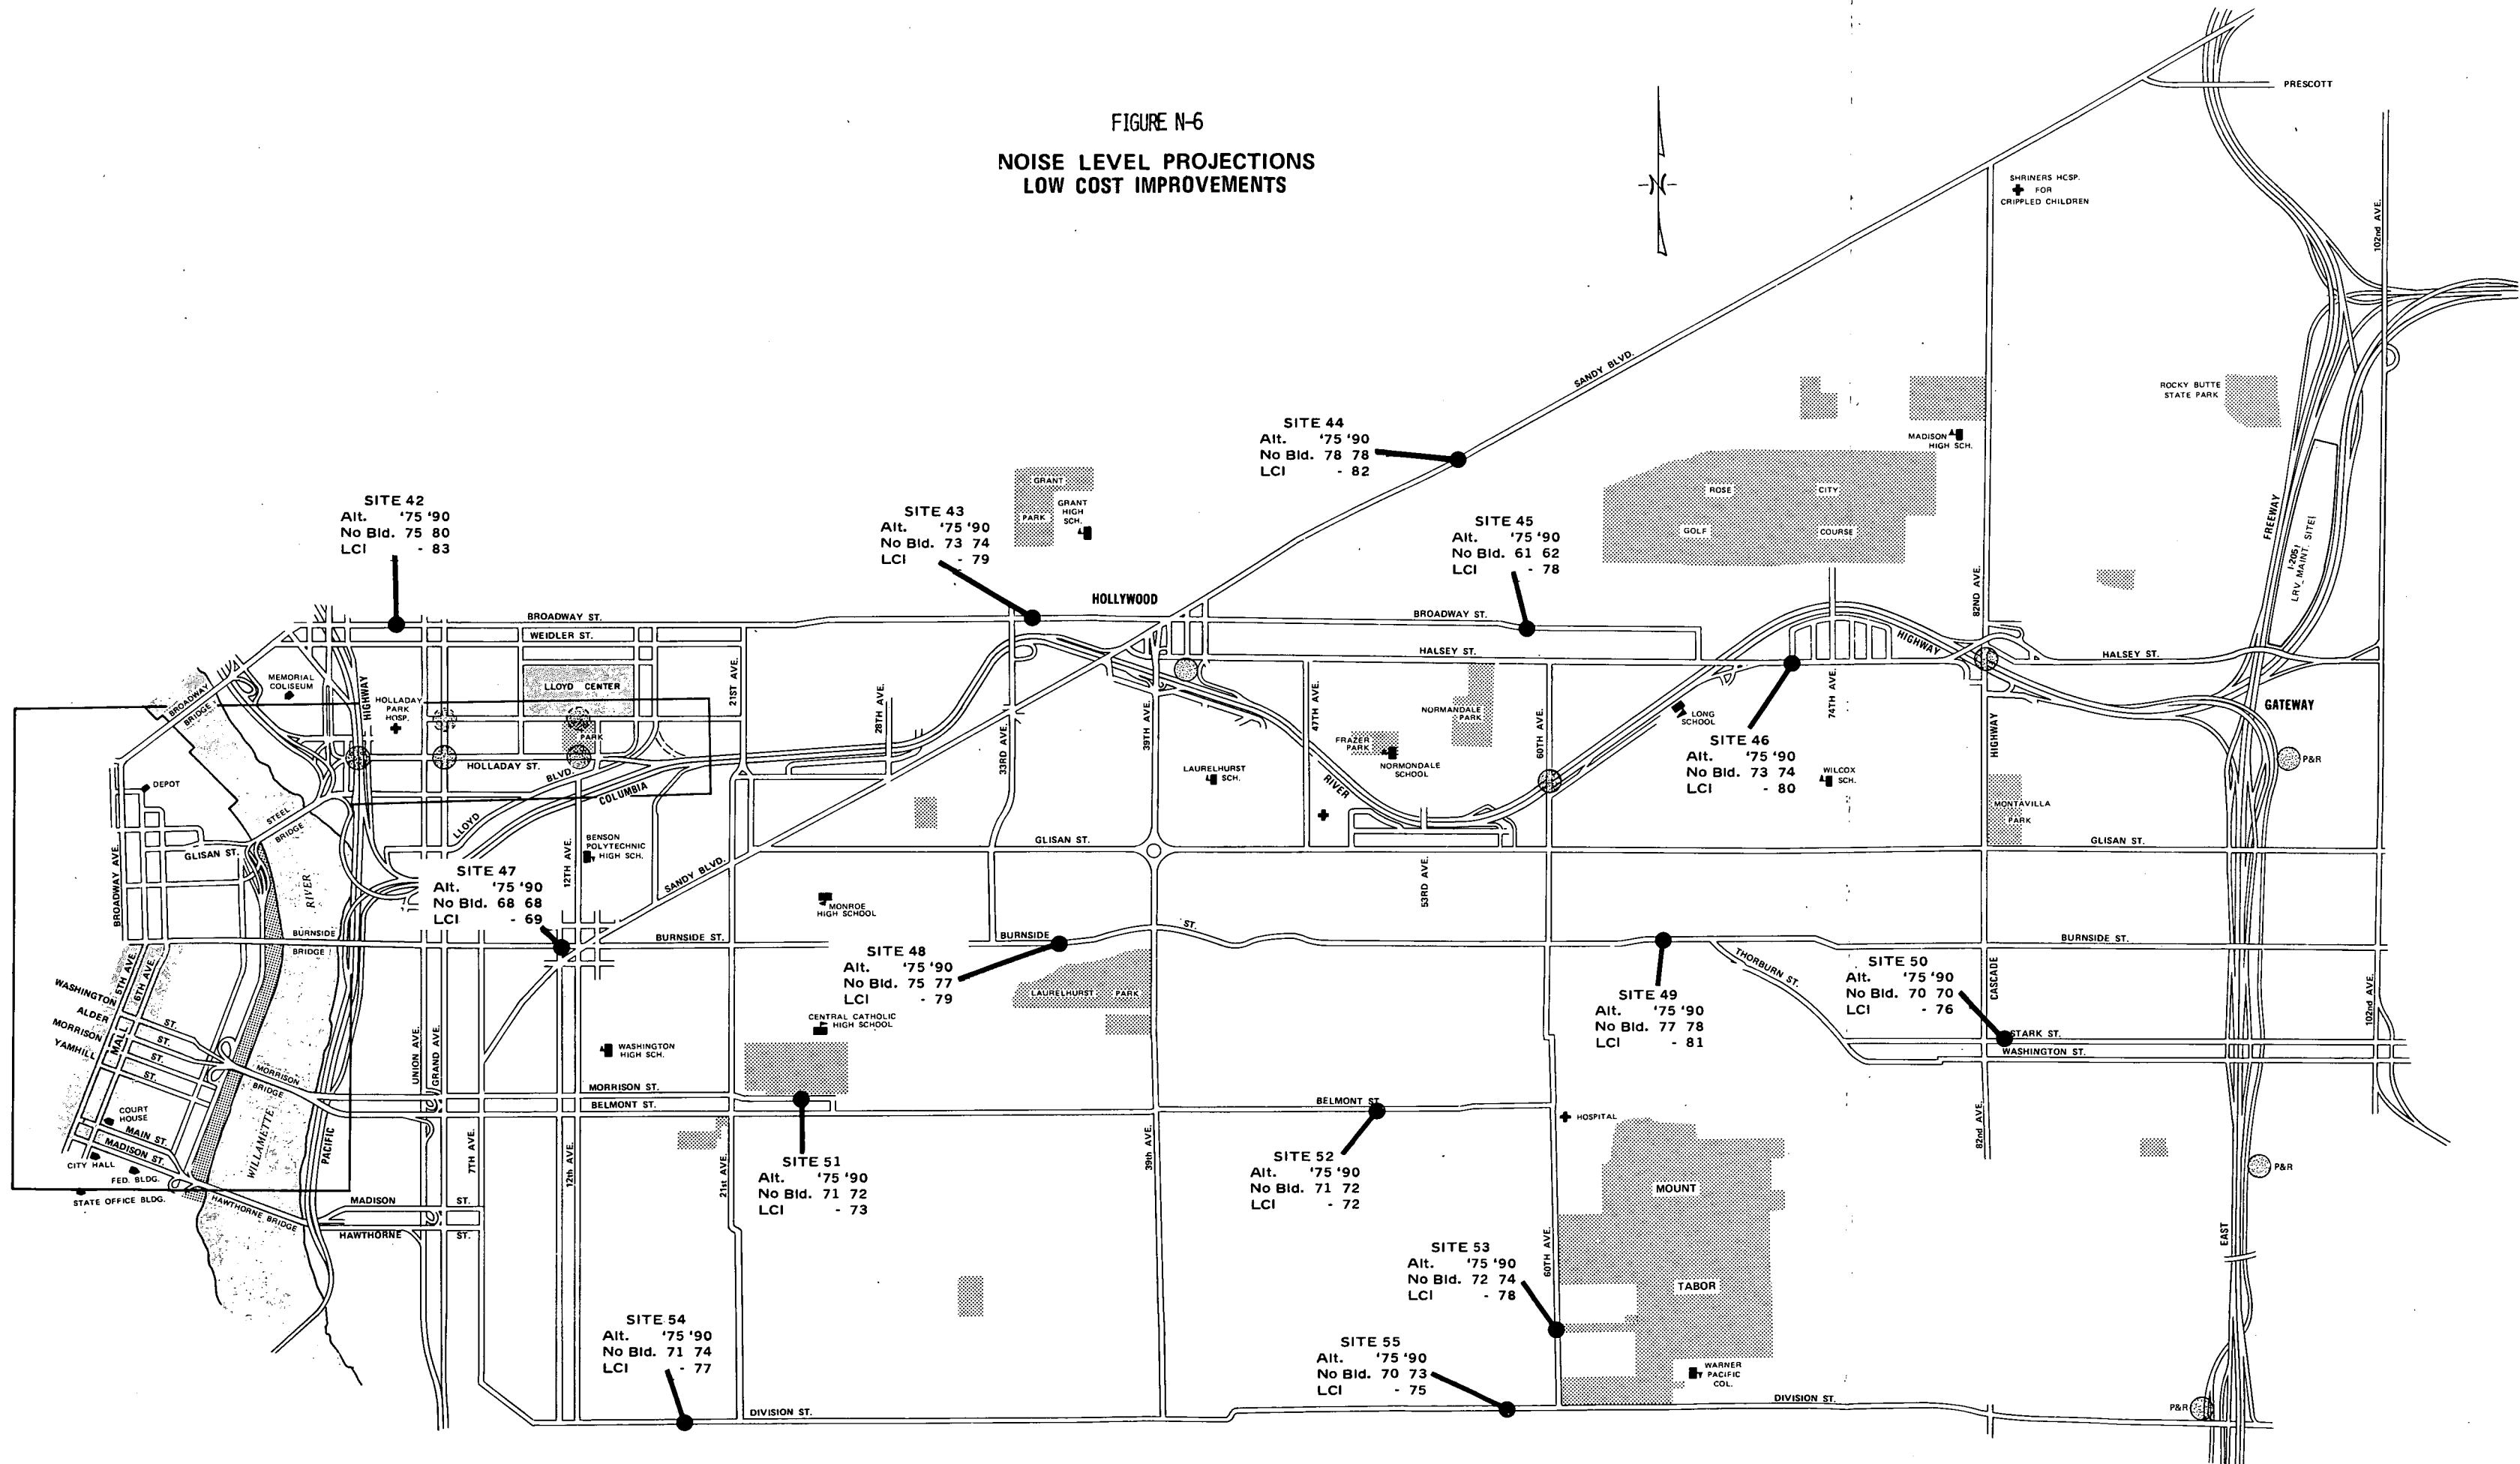 FIGURE N-6
NOISE LEVEL PROJECTIONS
LOW COST IMPROVEMENTS
-N-
PRESCOTT
SHRINERS HOSP.
FOR
CRIPPLED CHILDREN
102nd AVE.
SANDY BLVD.
ROCKY BUTTE
STATE PARK
MADISON
HIGH SCH.
SITE 44
Alt. '75 '90
No Bld. 78 78
LCI - 82
ROSE CITY
GOLF COURSE
GRANT
PARK
GRANT
HIGH
SCH.
SITE 42
Alt. '75 '90
No Bld. 75 80
LCI - 83
SITE 43
Alt. '75 '90
No Bld. 73 74
LCI - 79
SITE 45
Alt. '75 '90
No Bld. 61 62
LCI - 78
FREEWAY
I-205)
LRV MAINT. SITE)
82ND AVE.
HOLLYWOOD
BROADWAY ST.
WEIDLER ST.
BROADWAY ST.
HALSEY ST.
HIGHWAY
HALSEY ST.
MEMORIAL
COLISEUM
BROADWAY
BRIDGE
HIGHWAY
HOLLADAY
PARK
HOSP.
LLOYD CENTER
PARK
21ST AVE.
28TH AVE.
33RD AVE.
39TH AVE.
47TH AVE.
NORMANDALE
PARK
60TH AVE.
LONG
SCHOOL
74TH AVE.
HIGHWAY
GATEWAY
P&R
FRAZER
PARK
NORMONDALE
SCHOOL
SITE 46
Alt. '75 '90
No Bld. 73 74
LCI - 80
WILCOX
SCH.
MONTAVILLA
PARK
LAURELHURST
SCH.
RIVER
DEPOT
HOLLADAY ST.
BLVD.
LLOYD
COLUMBIA
STEEL
BRIDGE
GLISAN ST.
BROADWAY AVE.
RIVER
12TH AVE.
BENSON
POLYTECHNIC
HIGH SCH.
SANDY BLVD.
GLISAN ST.
53RD AVE.
GLISAN ST.
SITE 47
Alt. '75 '90
No Bld. 68 68
LCI - 69
MONROE
HIGH SCHOOL
BURNSIDE
BRIDGE
BURNSIDE ST.
BURNSIDE
ST.
BURNSIDE ST.
SITE 48
Alt. '75 '90
No Bld. 75 77
LCI - 79
LAURELHURST PARK
THORBURN ST.
SITE 49
Alt. '75 '90
No Bld. 77 78
LCI - 81
SITE 50
Alt. '75 '90
No Bld. 70 70
LCI - 76
CASCADE
102nd AVE.
STARK ST.
WASHINGTON ST.
5TH AVE.
6TH AVE.
MALL
WASHINGTON
ST.
ALDER
ST.
MORRISON
ST.
YAMHILL
ST.
MORRISON
BRIDGE
UNION AVE.
GRAND AVE.
CENTRAL CATHOLIC
HIGH SCHOOL
WASHINGTON
HIGH SCH.
MORRISON ST.
BELMONT ST.
BELMONT ST.
COURT
HOUSE
MAIN ST.
MADISON ST.
CITY HALL
FED. BLDG.
STATE OFFICE BLDG.
WILLAMETTE
PACIFIC
HAWTHORNE BRIDGE
MADISON ST.
HAWTHORNE ST.
7TH AVE.
12th AVE.
21st AVE.
39th AVE.
60TH AVE.
82nd AVE.
HOSPITAL
SITE 51
Alt. '75 '90
No Bld. 71 72
LCI - 73
SITE 52
Alt. '75 '90
No Bld. 71 72
LCI - 72
MOUNT
TABOR
P&R
EAST
SITE 53
Alt. '75 '90
No Bld. 72 74
LCI - 78
SITE 54
Alt. '75 '90
No Bld. 71 74
LCI - 77
SITE 55
Alt. '75 '90
No Bld. 70 73
LCI - 75
WARNER
PACIFIC
COL.
DIVISION ST.
DIVISION ST.
P&R